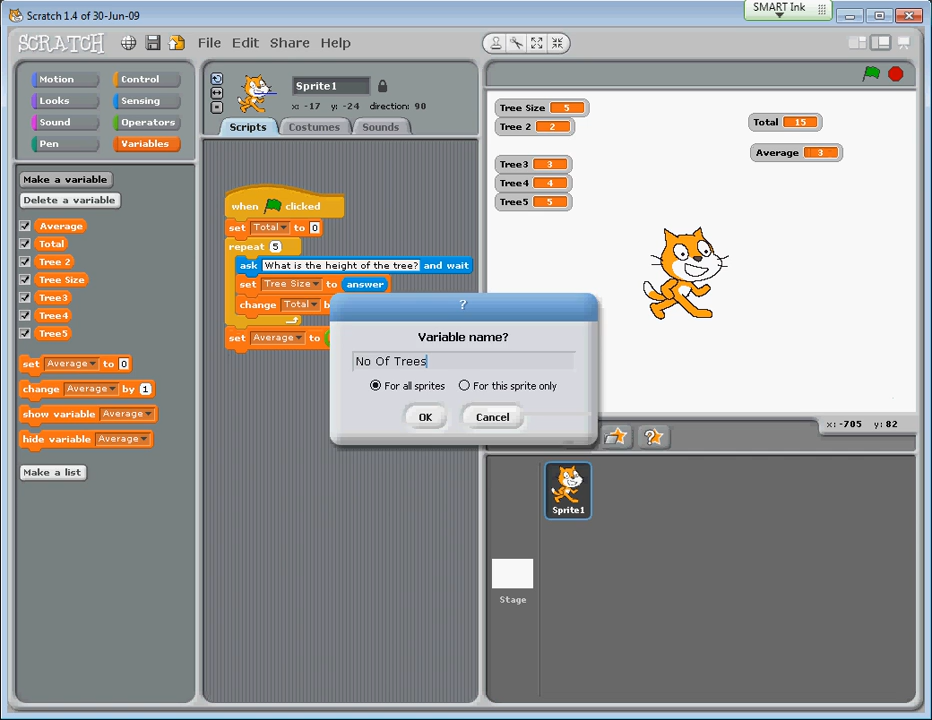 Scratch 1.4 of 30-Jun-09
SMART Ink
SCRATCH
File Edit Share Help
Motion Control
Looks Sensing
Sound Operators
Pen Variables
Make a variable
Delete a variable
Average
Total
Tree 2
Tree Size
Tree3
Tree4
Tree5
set Average to 0
change Average by 1
show variable Average
hide variable Average
Make a list
Sprite1
x: -17 y: -24 direction: 90
Scripts Costumes Sounds
when clicked
set Total to 0
repeat 5
ask What is the height of the tree? and wait
set Tree Size to answer
change Total b
set Average to
?
Variable name?
No Of Trees
For all sprites For this sprite only
OK Cancel
Tree Size 5
Tree 2 2
Tree3 3
Tree4 4
Tree5 5
Total 15
Average 3
x: -705 y: 82
?
Sprite1
Stage